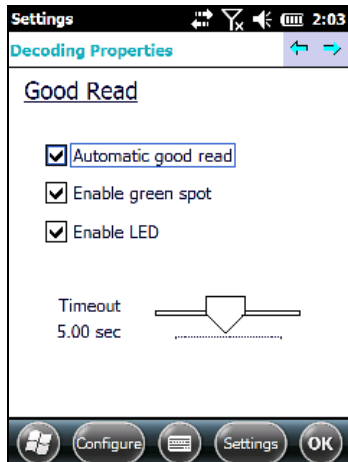 Settings 2:03
Decoding Properties
Good Read
Automatic good read
Enable green spot
Enable LED
Timeout
5.00 sec
Configure Settings OK